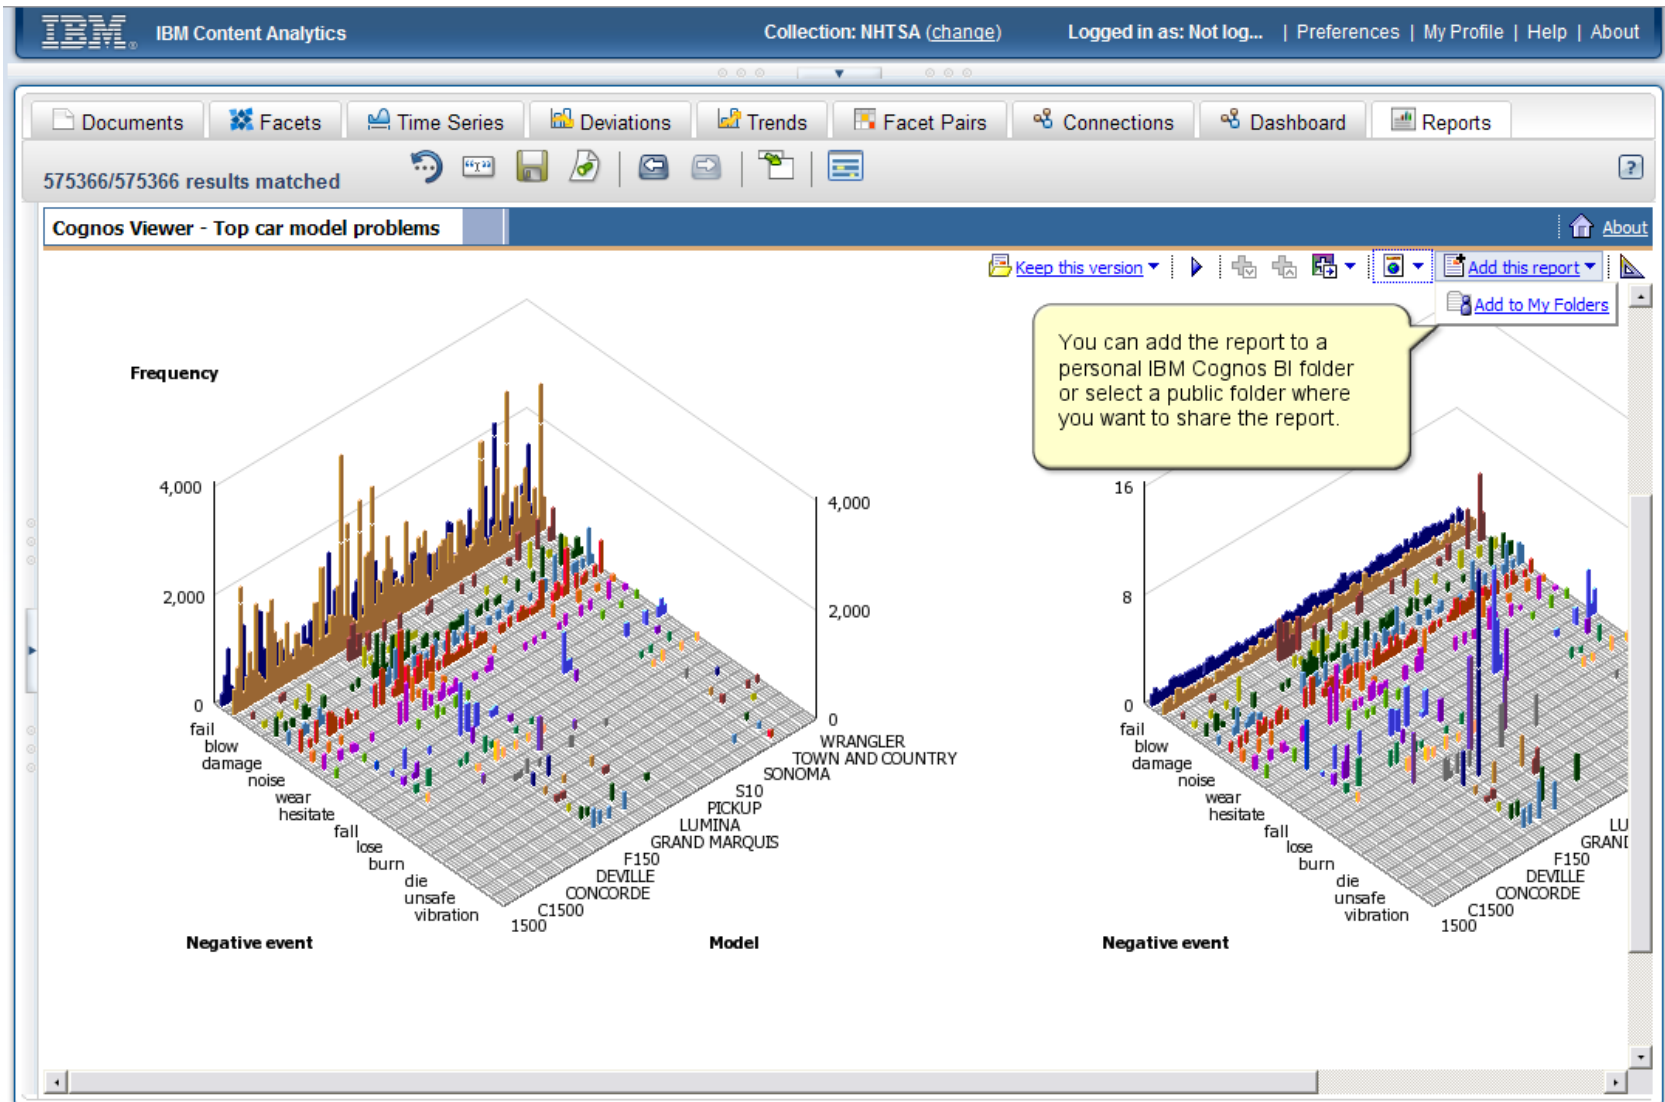 IBM IBM Content Analytics Collection: NHTSA (change) Logged in as: Not log... | Preferences | My Profile | Help | About
Documents Facets Time Series Deviations Trends Facet Pairs Connections Dashboard Reports
575366/575366 results matched ?
Cognos Viewer - Top car model problems About
Keep this version Add this report
Add to My Folders
You can add the report to a
personal IBM Cognos BI folder
or select a public folder where
you want to share the report.
Frequency
4,000
2,000
0
4,000
2,000
0
fail
blow
damage
noise
wear
hesitate
fall
lose
burn
die
unsafe
vibration
WRANGLER
TOWN AND COUNTRY
SONOMA
S10
PICKUP
LUMINA
GRAND MARQUIS
F150
DEVILLE
CONCORDE
C1500
1500
Negative event
Model
16
8
0
fail
blow
damage
noise
wear
hesitate
fall
lose
burn
die
unsafe
vibration
LU
GRAND
F150
DEVILLE
CONCORDE
C1500
1500
Negative event